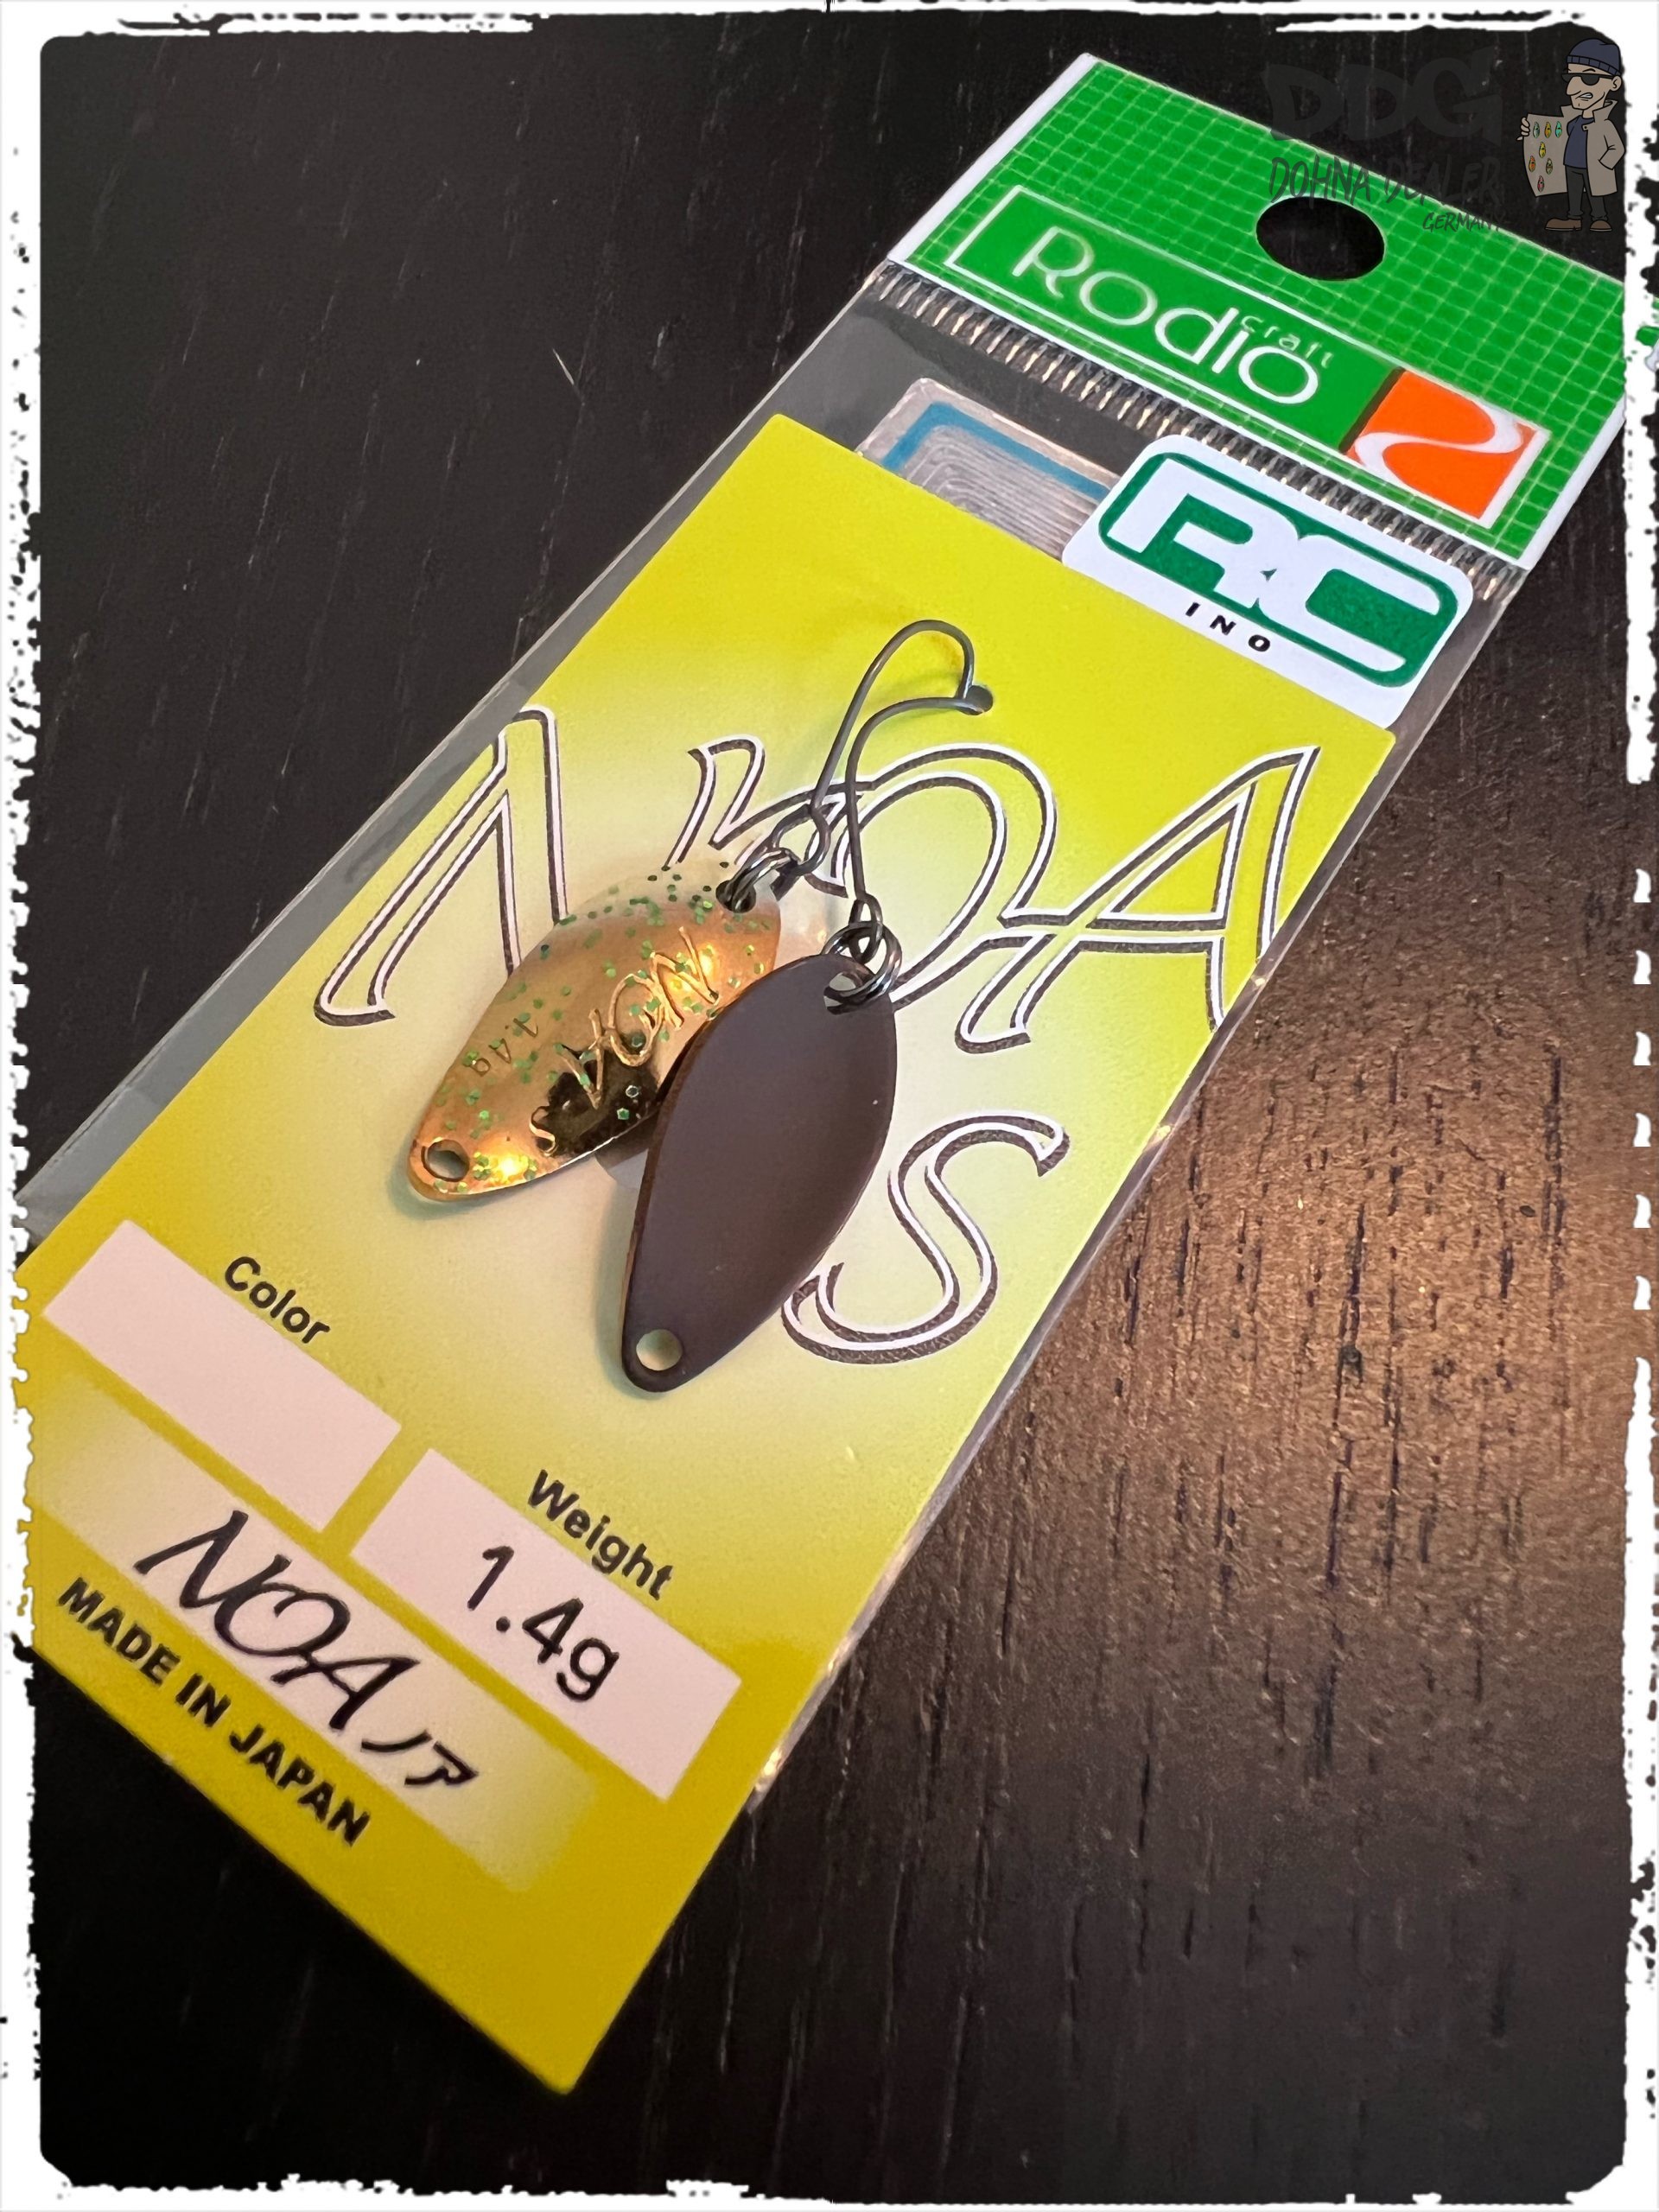 DDG
DOHNA DEALER
GERMANY
Rodio
craft
RC
INO
NOA
S
NOA
1.4g
S
Color
Weight
1.4g
NOA ノア
MADE IN JAPAN